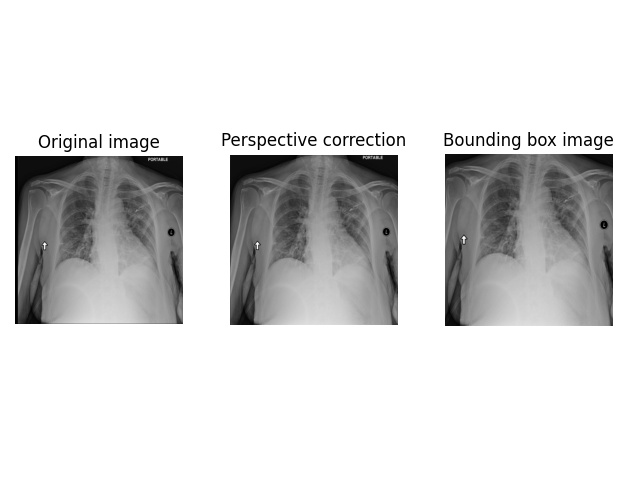 Original image
Perspective correction
Bounding box image
PORTABLE
PORTABLE